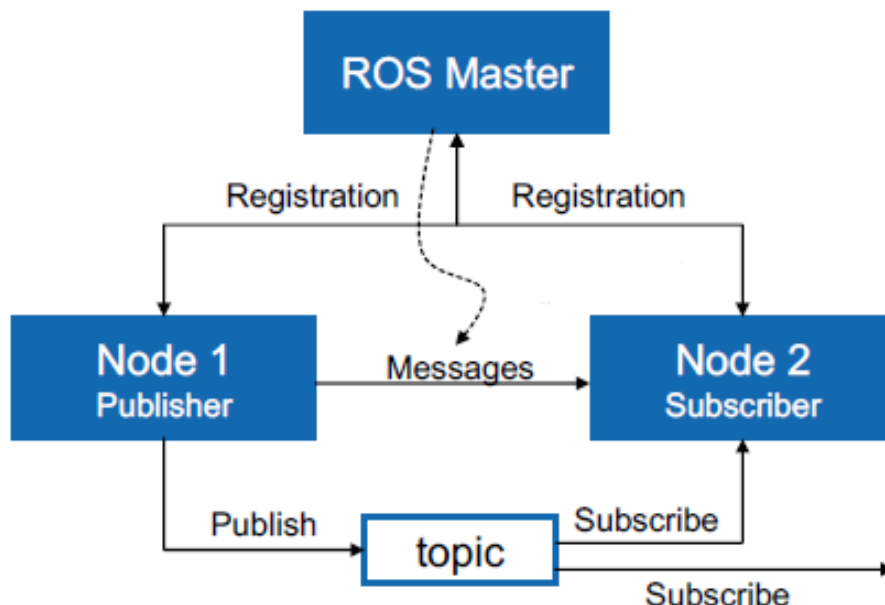 ROS Master
Registration
Registration
Node 1
Publisher
Messages
Node 2
Subscriber
Publish
topic
Subscribe
Subscribe